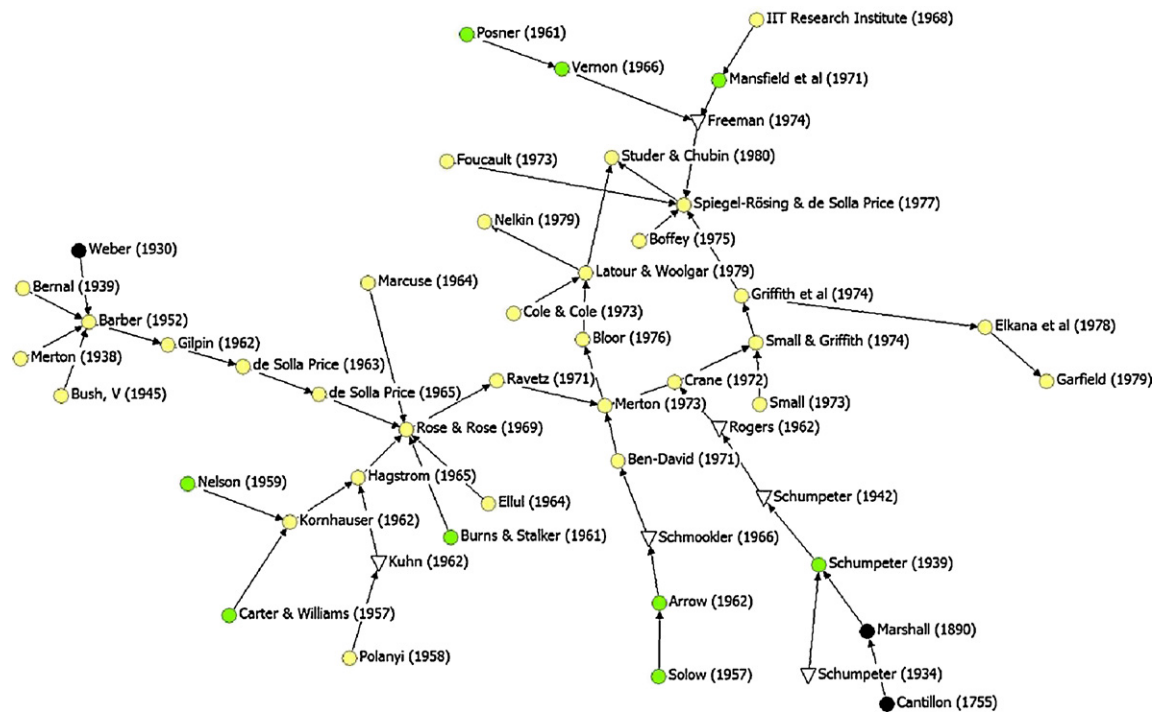 IIT Research Institute (1968)
Posner (1961)
Vernon (1966)
Mansfield et al (1971)
Freeman (1974)
Studer & Chubin (1980)
Foucault (1973)
Spiegel-Rösing & de Solla Price (1977)
Nelkin (1979)
Boffey (1975)
Weber (1930)
Latour & Woolgar (1979)
Marcuse (1964)
Bernal (1939)
Griffith et al (1974)
Cole & Cole (1973)
Barber (1952)
Elkana et al (1978)
Bloor (1976)
Small & Griffith (1974)
Gilpin (1962)
Merton (1938)
de Solla Price (1963)
Ravetz (1971)
Crane (1972)
Garfield (1979)
Bush, V (1945)
de Solla Price (1965)
Merton (1973)
Small (1973)
Rose & Rose (1969)
Rogers (1962)
Ben-David (1971)
Hagstrom (1965)
Nelson (1959)
Schumpeter (1942)
Ellul (1964)
Kornhauser (1962)
Burns & Stalker (1961)
Schmookler (1966)
Kuhn (1962)
Schumpeter (1939)
Arrow (1962)
Carter & Williams (1957)
Marshall (1890)
Polanyi (1958)
Solow (1957)
Schumpeter (1934)
Cantillon (1755)